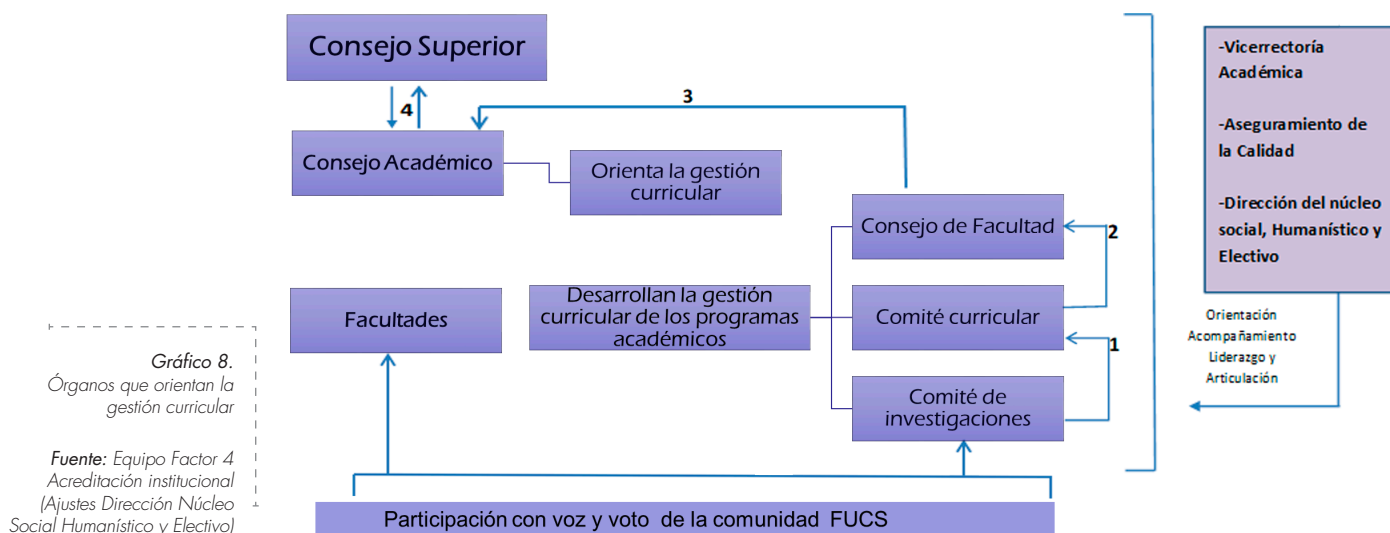 Consejo Superior
4
3
Consejo Académico
Orienta la gestión
curricular
Consejo de Facultad
2
Facultades
Desarrollan la gestión
curricular de los programas
académicos
Comité curricular
1
Comité de
investigaciones
Participación con voz y voto de la comunidad FUCS
-Vicerrectoría
Académica
-Aseguramiento de
la Calidad
-Dirección del núcleo
social, Humanístico y
Electivo
Orientación
Acompañamiento
Liderazgo y
Articulación
Gráfico 8.
Órganos que orientan la
gestión curricular
Fuente: Equipo Factor 4
Acreditación institucional
(Ajustes Dirección Núcleo
Social Humanístico y Electivo)